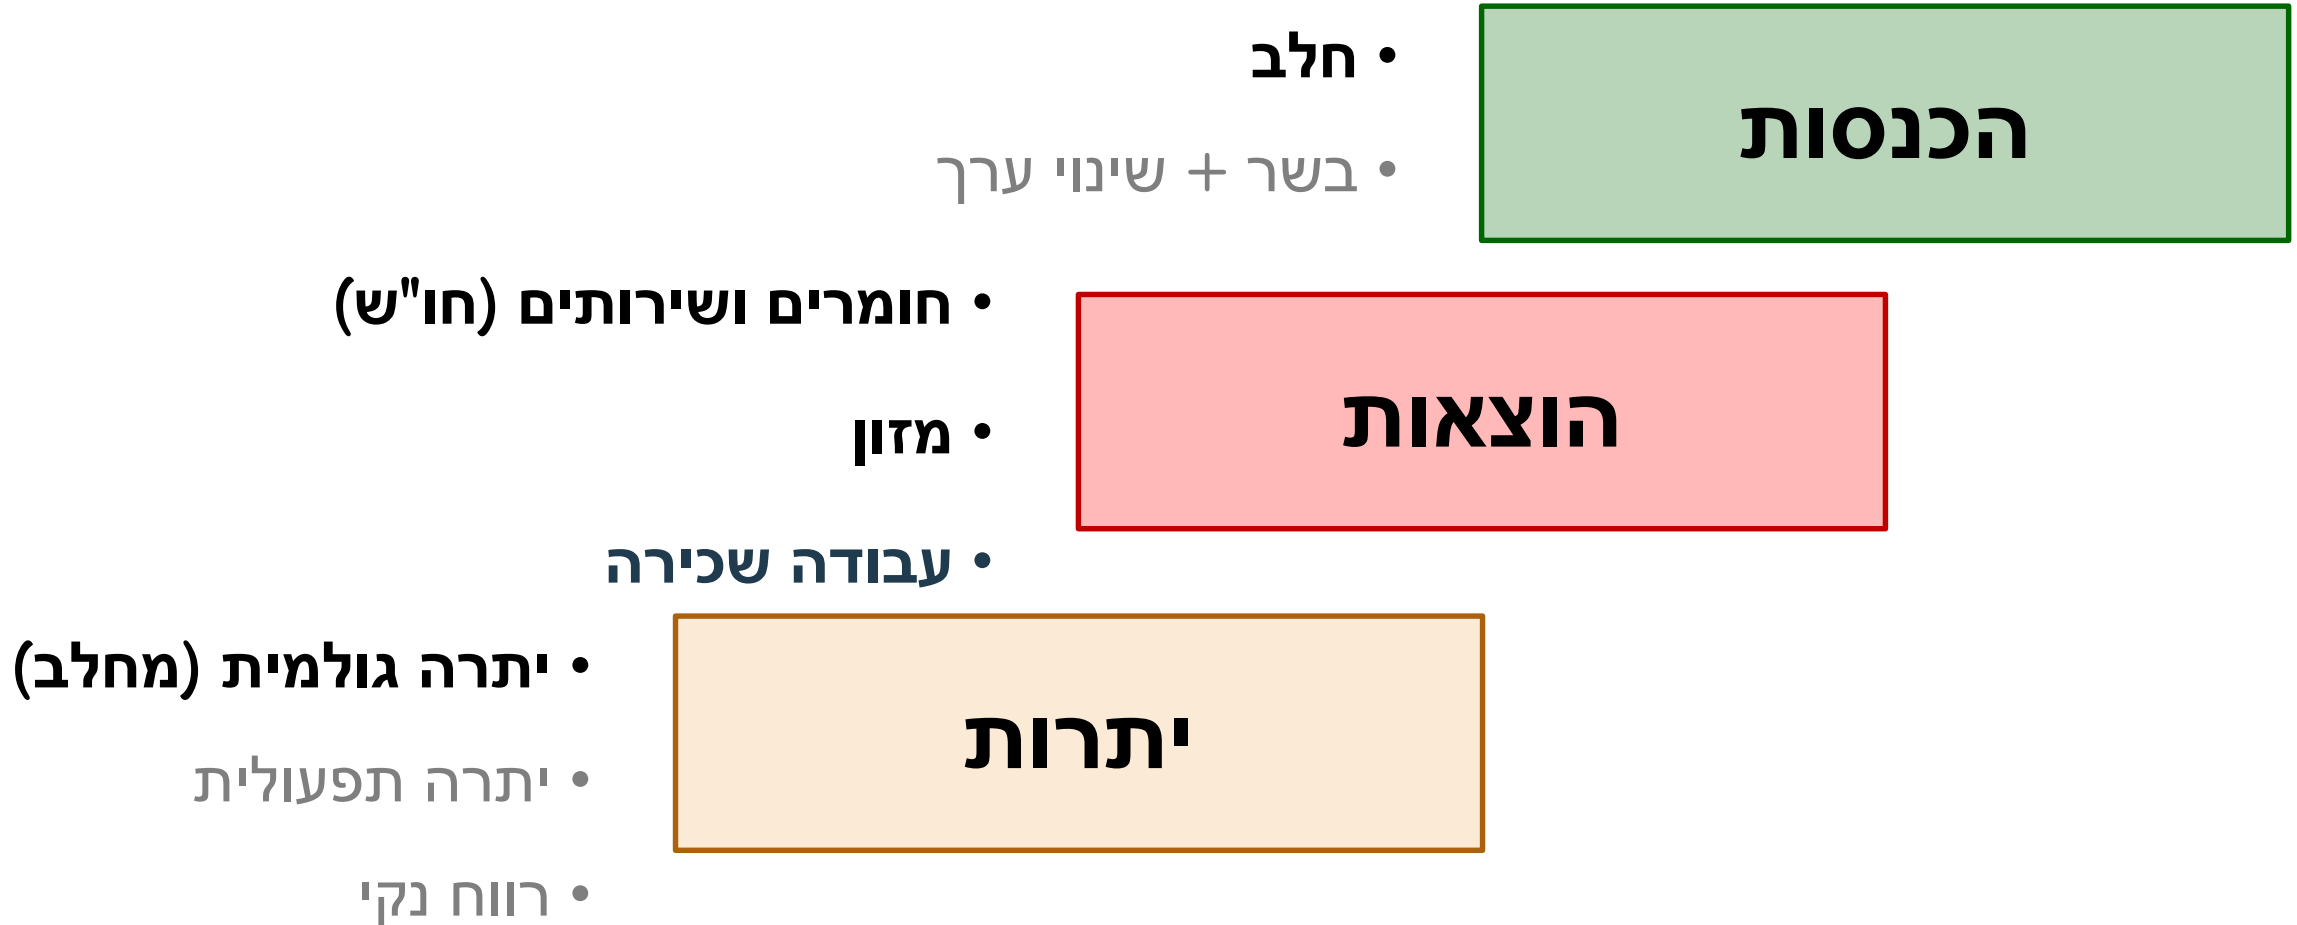 הכנסות
• חלב
• בשר + שינוי ערך
הוצאות
• חומרים ושירותים (חו"ש)
• מזון
• עבודה שכירה
יתרות
• יתרה גולמית (מחלב)
• יתרה תפעולית
• רווח נקי